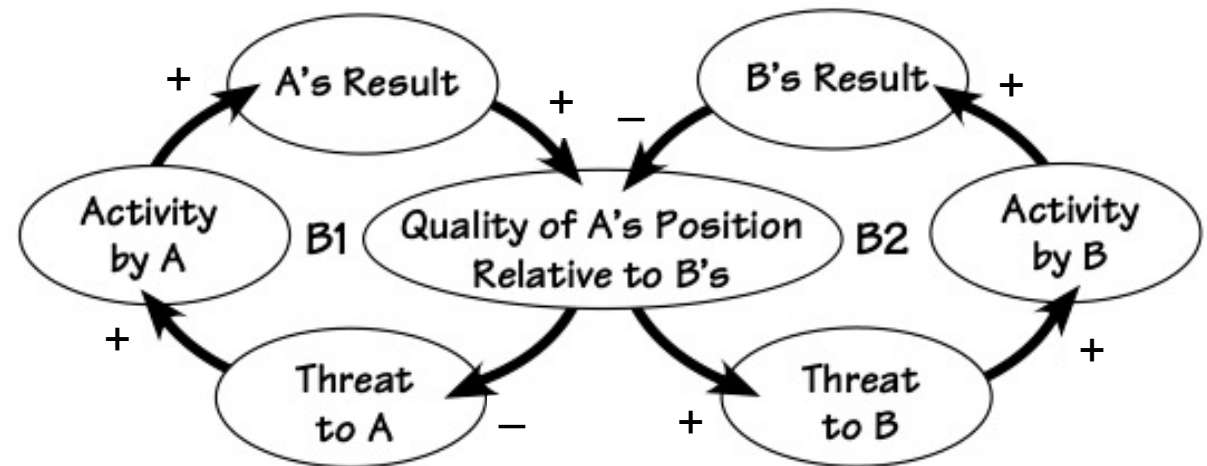 A's Result
B's Result
+
+
–
+
Activity
by A
B1
Quality of A's Position
Relative to B's
B2
Activity
by B
+
Threat
to A
–
+
Threat
to B
+